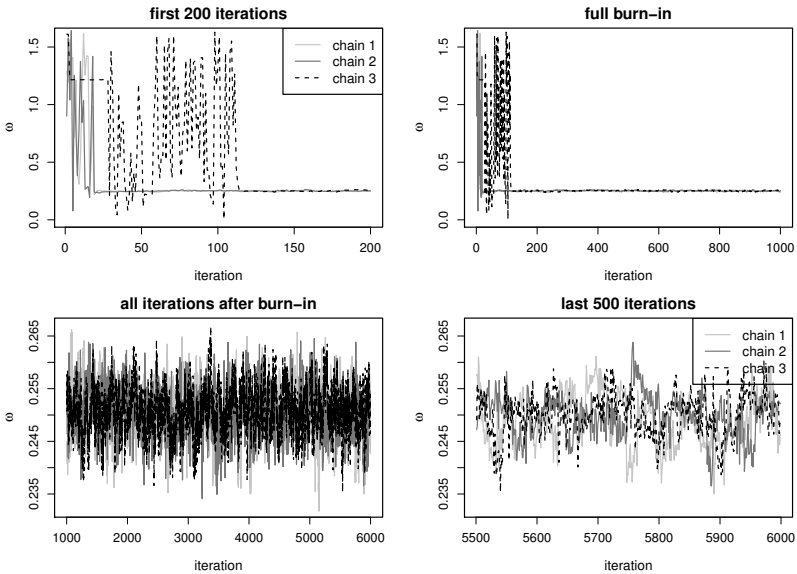 first 200 iterations
chain 1
chain 2
chain 3
ω
0.0 0.5 1.0 1.5
0 50 100 150 200
iteration
full burn−in
ω
0.0 0.5 1.0 1.5
0 200 400 600 800 1000
iteration
all iterations after burn−in
ω
0.235 0.245 0.255 0.265
1000 2000 3000 4000 5000 6000
iteration
last 500 iterations
chain 1
chain 2
chain 3
ω
0.235 0.245 0.255 0.265
5500 5600 5700 5800 5900 6000
iteration